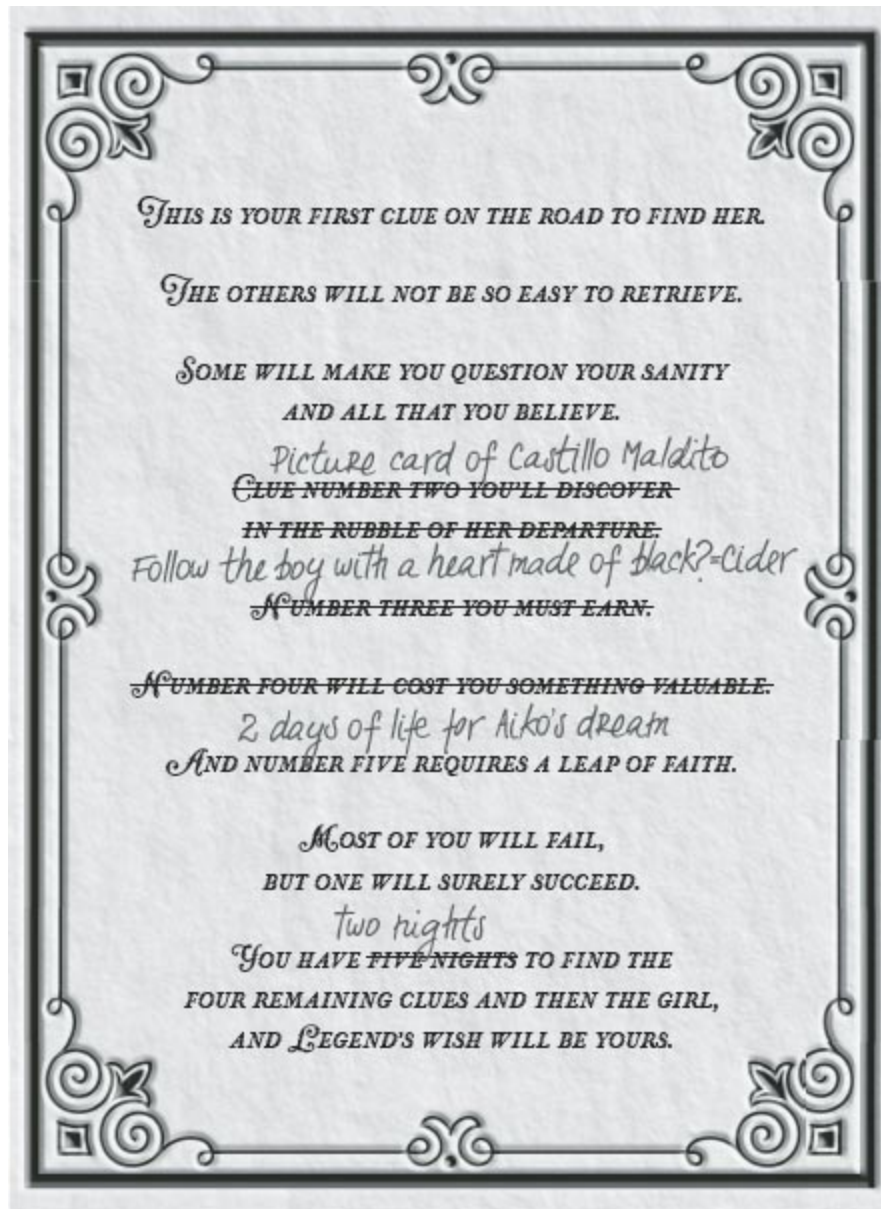 THIS IS YOUR FIRST CLUE ON THE ROAD TO FIND HER.
THE OTHERS WILL NOT BE SO EASY TO RETRIEVE.
SOME WILL MAKE YOU QUESTION YOUR SANITY
AND ALL THAT YOU BELIEVE.
Picture card of Castillo Maldito
CLUE NUMBER TWO YOU'LL DISCOVER
IN THE RUBBLE OF HER DEPARTURE.
Follow the boy with a heart made of black?=Cider
NUMBER THREE YOU MUST EARN.
NUMBER FOUR WILL COST YOU SOMETHING VALUABLE.
2 days of life for Aiko's dream
AND NUMBER FIVE REQUIRES A LEAP OF FAITH.
MOST OF YOU WILL FAIL,
BUT ONE WILL SURELY SUCCEED.
two nights
YOU HAVE FIVE NIGHTS TO FIND THE
FOUR REMAINING CLUES AND THEN THE GIRL,
AND LEGEND'S WISH WILL BE YOURS.